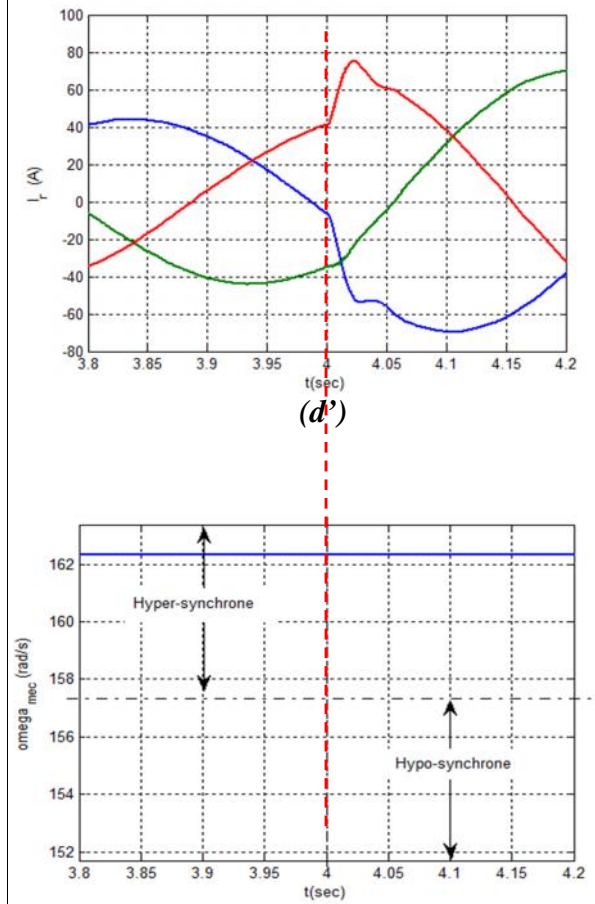 100
80
60
40
20
0
-20
-40
-60
-80
I_r (A)
3.8 3.85 3.9 3.95 4 4.05 4.1 4.15 4.2
t(sec)
(d’)
162
160
158
156
154
152
omega_mec (rad/s)
Hyper-synchrone
Hypo-synchrone
3.8 3.85 3.9 3.95 4 4.05 4.1 4.15 4.2
t(sec)